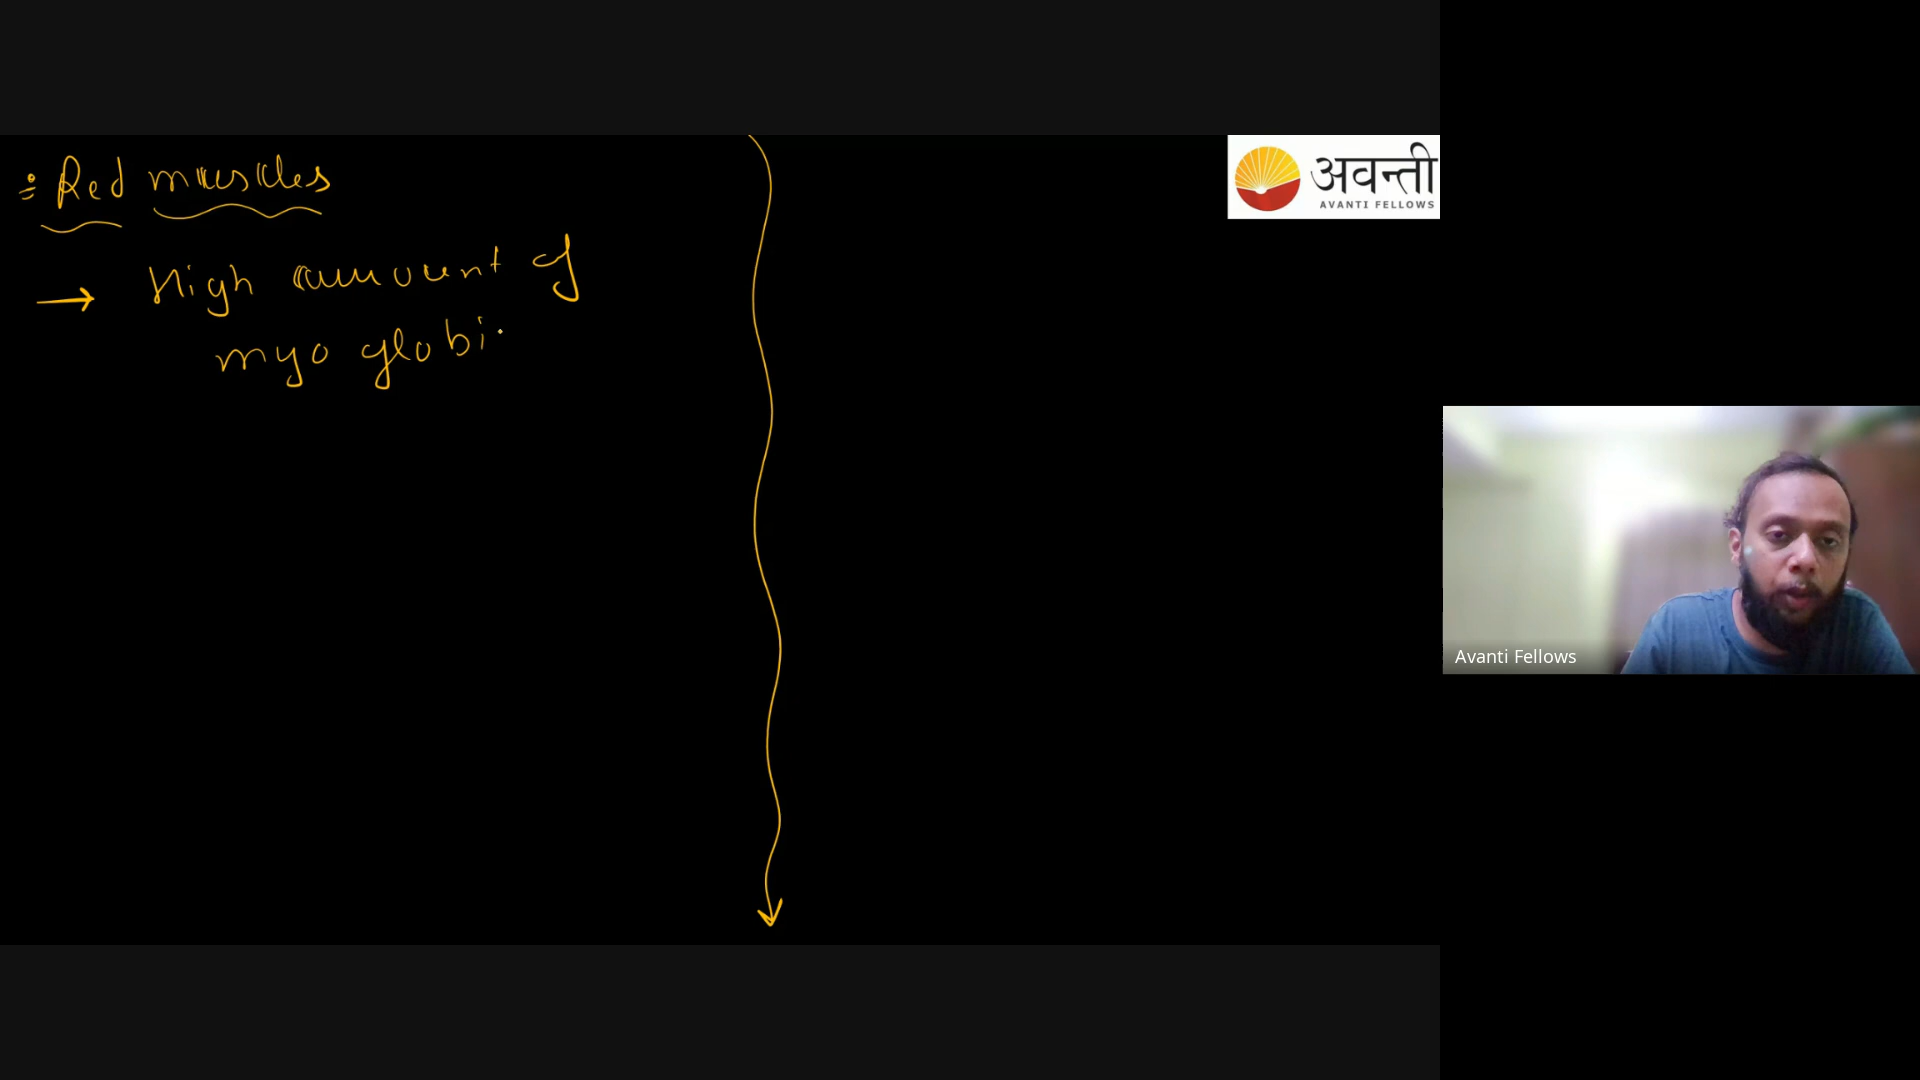 Red muscles
→ High amount of
myo globi
अवन्ती
AVANTI FELLOWS
Avanti Fellows